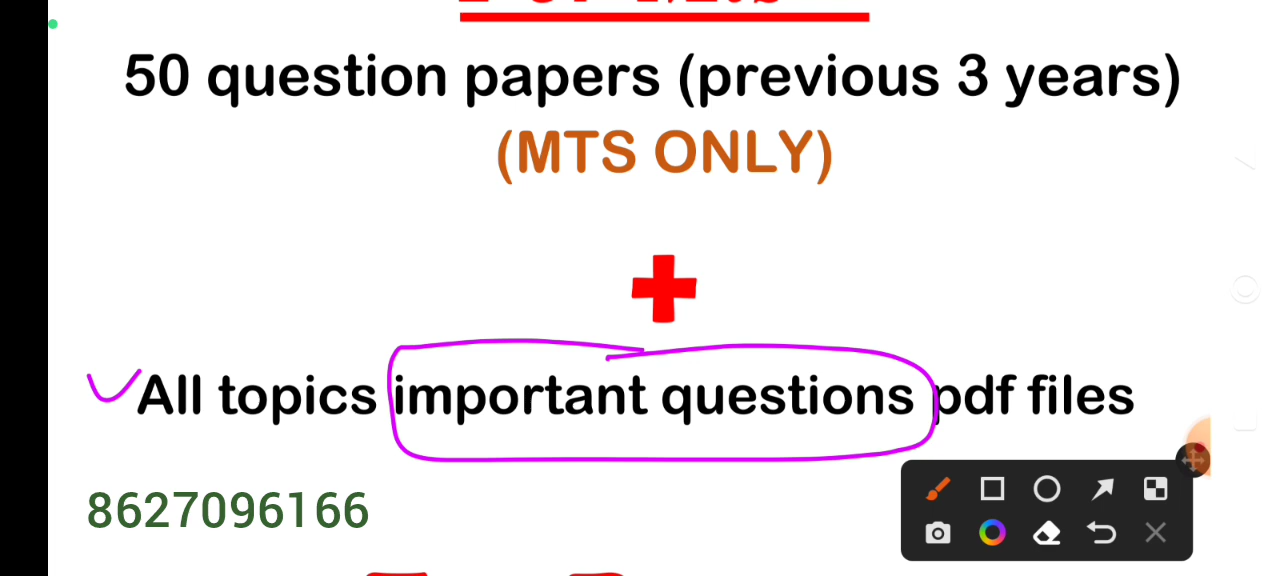 50 question papers (previous 3 years)
(MTS ONLY)
All topics important questions pdf files
8627096166